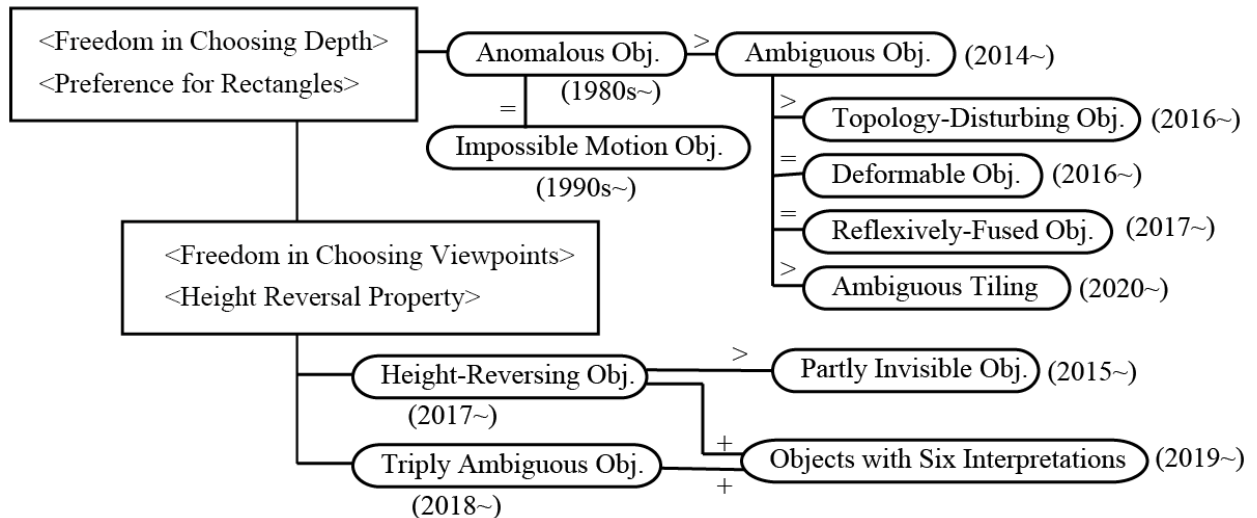 <Freedom in Choosing Depth>
<Preference for Rectangles>
Anomalous Obj.
>
Ambiguous Obj.
(2014~)
(1980s~)
=
Impossible Motion Obj.
(1990s~)
>
Topology-Disturbing Obj.
(2016~)
=
Deformable Obj.
(2016~)
=
Reflexively-Fused Obj.
(2017~)
>
Ambiguous Tiling
(2020~)
<Freedom in Choosing Viewpoints>
<Height Reversal Property>
Height-Reversing Obj.
(2017~)
>
Partly Invisible Obj.
(2015~)
Triply Ambiguous Obj.
(2018~)
+
+
Objects with Six Interpretations
(2019~)